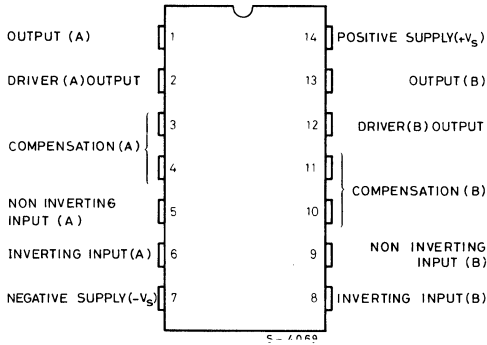 OUTPUT (A) 1 14 POSITIVE SUPPLY(+Vs)
DRIVER (A) OUTPUT 2 13 OUTPUT (B)
3 12 DRIVER(B) OUTPUT
COMPENSATION (A)
4 11
COMPENSATION (B)
NON INVERTING
INPUT (A)
5 10
INVERTING INPUT(A) 6 9 NON INVERTING
INPUT (B)
NEGATIVE SUPPLY(-Vs) 7 8 INVERTING INPUT(B)
S-4069